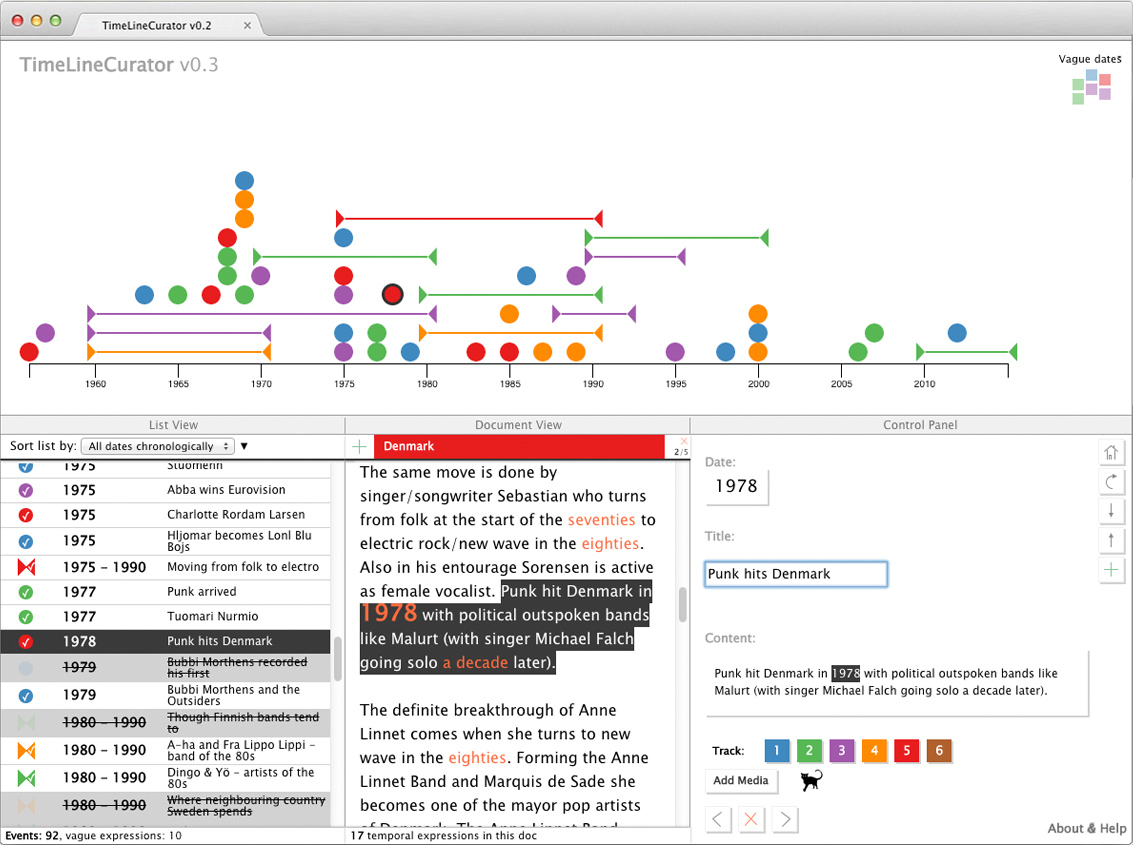 TimeLineCurator v0.2
TimeLineCurator v0.3
Vague dates
1960
1965
1970
1975
1980
1985
1990
1995
2000
2005
2010
List View
Document View
Control Panel
Sort list by: All dates chronologically
1975 Stuomenn
1975 Abba wins Eurovision
1975 Charlotte Rordam Larsen
1975 Hljomar becomes Lonl Blu
Bojs
1975 – 1990 Moving from folk to electro
1977 Punk arrived
1977 Tuomari Nurmio
1978 Punk hits Denmark
1979 Bubbi Morthens recorded
his first
1979 Bubbi Morthens and the
Outsiders
1980 – 1990 Though Finnish bands tend
to
1980 – 1990 A-ha and Fra Lippo Lippi –
band of the 80s
1980 – 1990 Dingo & Yö – artists of the
80s
1980 – 1990 Where neighbouring country
Sweden spends
Events: 92, vague expressions: 10
Denmark
2/5
The same move is done by
singer/songwriter Sebastian who turns
from folk at the start of the seventies to
electric rock/new wave in the eighties.
Also in his entourage Sorensen is active
as female vocalist. Punk hit Denmark in
1978 with political outspoken bands
like Malurt (with singer Michael Falch
going solo a decade later).
The definite breakthrough of Anne
Linnet comes when she turns to new
wave in the eighties. Forming the Anne
Linnet Band and Marquis de Sade she
becomes one of the mayor pop artists
of Denmark. The Anne Linnet Band
17 temporal expressions in this doc
Date:
1978
Title:
Punk hits Denmark
Content:
Punk hit Denmark in 1978 with political outspoken bands like
Malurt (with singer Michael Falch going solo a decade later).
Track: 1 2 3 4 5 6
Add Media
About & Help